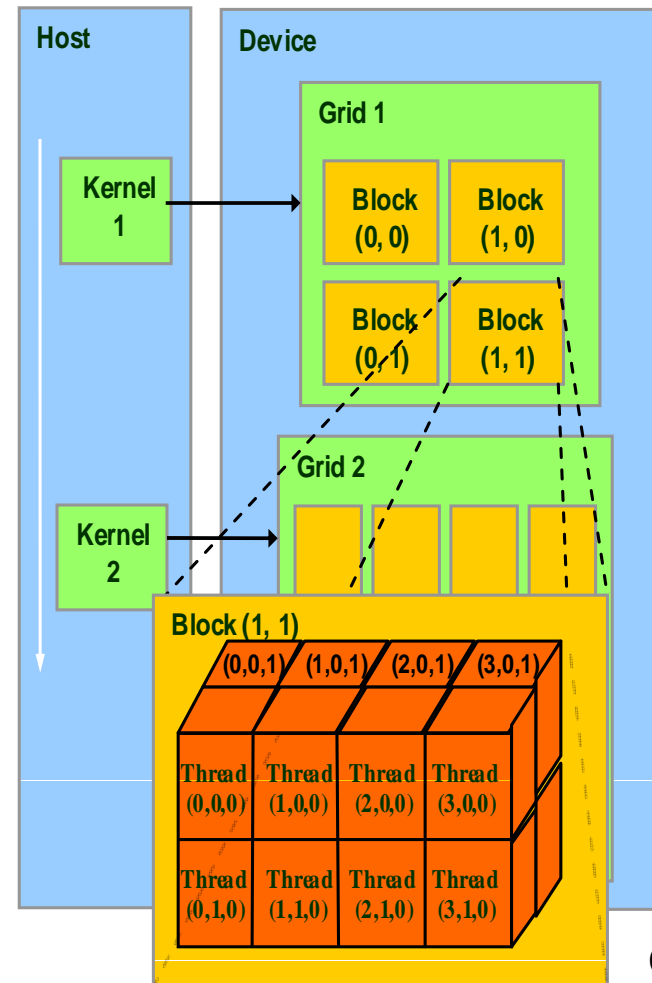 Host
Device
Grid 1
Kernel
1
Block
(0, 0)
Block
(1, 0)
Block
(0, 1)
Block
(1, 1)
Grid 2
Kernel
2
Block (1, 1)
(0,0,1) (1,0,1) (2,0,1) (3,0,1)
Thread
(0,0,0)
Thread
(1,0,0)
Thread
(2,0,0)
Thread
(3,0,0)
Thread
(0,1,0)
Thread
(1,1,0)
Thread
(2,1,0)
Thread
(3,1,0)